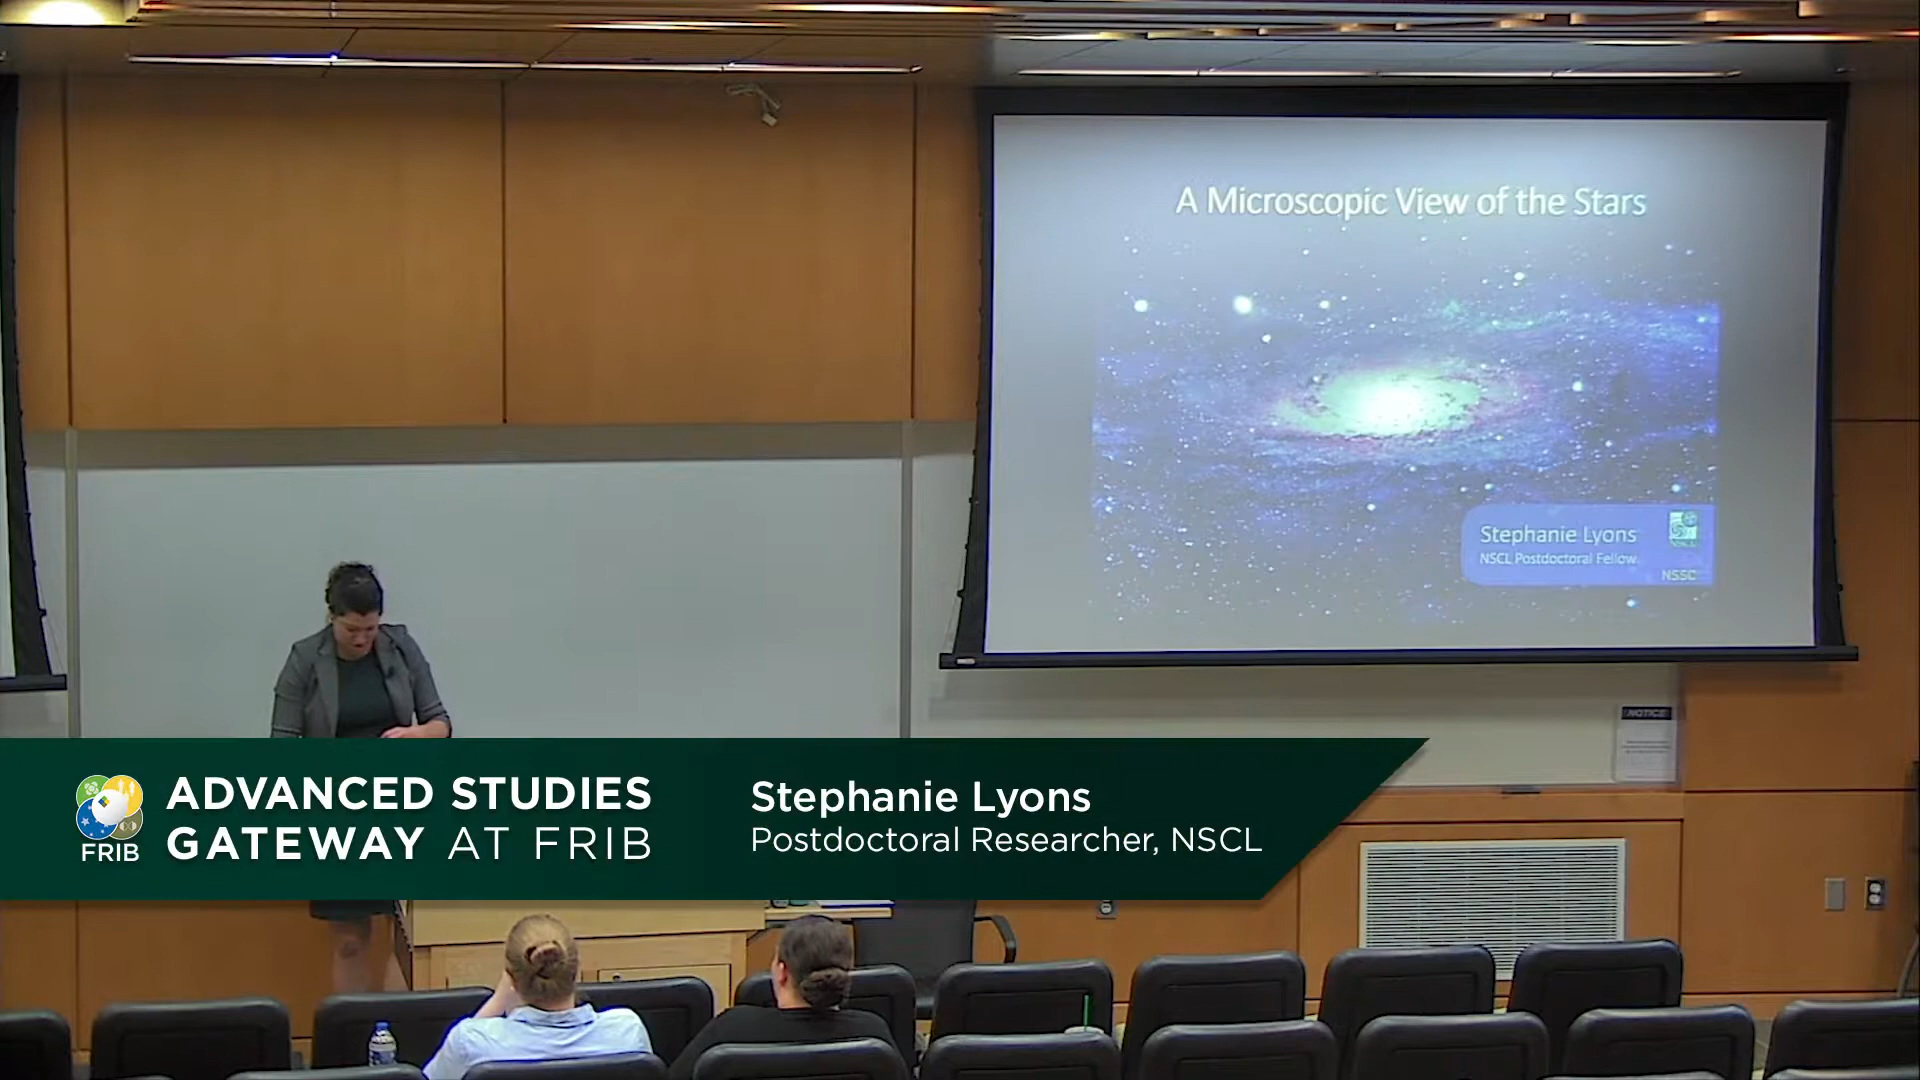 A Microscopic View of the Stars
Stephanie Lyons
NSCL Postdoctoral Fellow
NSSC
NOTICE
FRIB
ADVANCED STUDIES
GATEWAY AT FRIB
Stephanie Lyons
Postdoctoral Researcher, NSCL